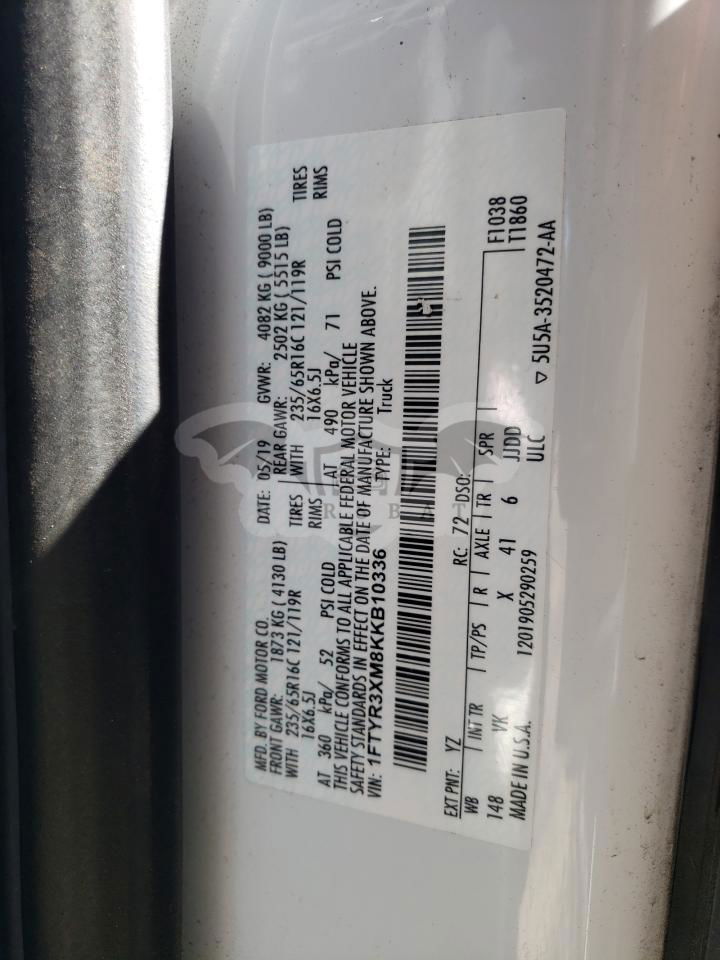 MFD. BY FORD MOTOR CO.
DATE: 05/19 GVWR: 4082 KG ( 9000 LB)
FRONT GAWR: 1873 KG ( 4130 LB) REAR GAWR: 2502 KG ( 5515 LB)
WITH 235/65R16C 121/119R TIRES WITH 235/65R16C 121/119R TIRES
16X6.5J RIMS 16X6.5J RIMS
AT 360 kPa/ 52 PSI COLD AT 490 kPa/ 71 PSI COLD
THIS VEHICLE CONFORMS TO ALL APPLICABLE FEDERAL MOTOR VEHICLE
SAFETY STANDARDS IN EFFECT ON THE DATE OF MANUFACTURE SHOWN ABOVE.
VIN: 1FTYR3XM8KKB10336 TYPE: Truck
EXT PNT: YZ RC: 72 DSO:
WB INT TR TP/PS R AXLE TR SPR F1038
148 VK X 41 6 JJDD T1860
MADE IN U.S.A. 1201905290259 ULC
5U5A-3520472-AA